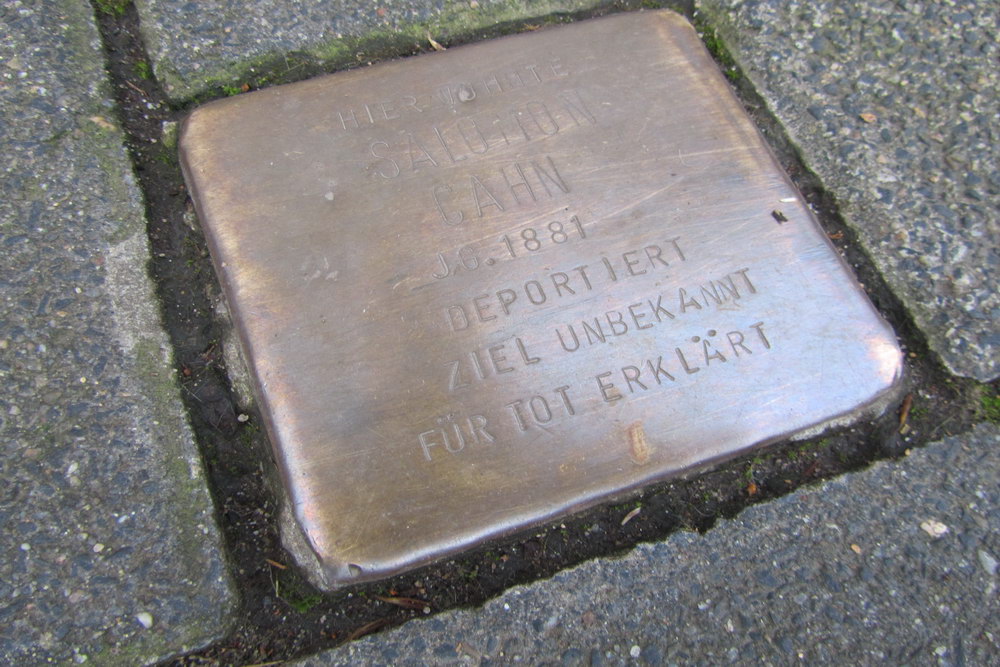 HIER WOHNTE
SALOMON
CAHN
JG. 1881
DEPORTIERT
ZIEL UNBEKANNT
FÜR TOT ERKLÄRT